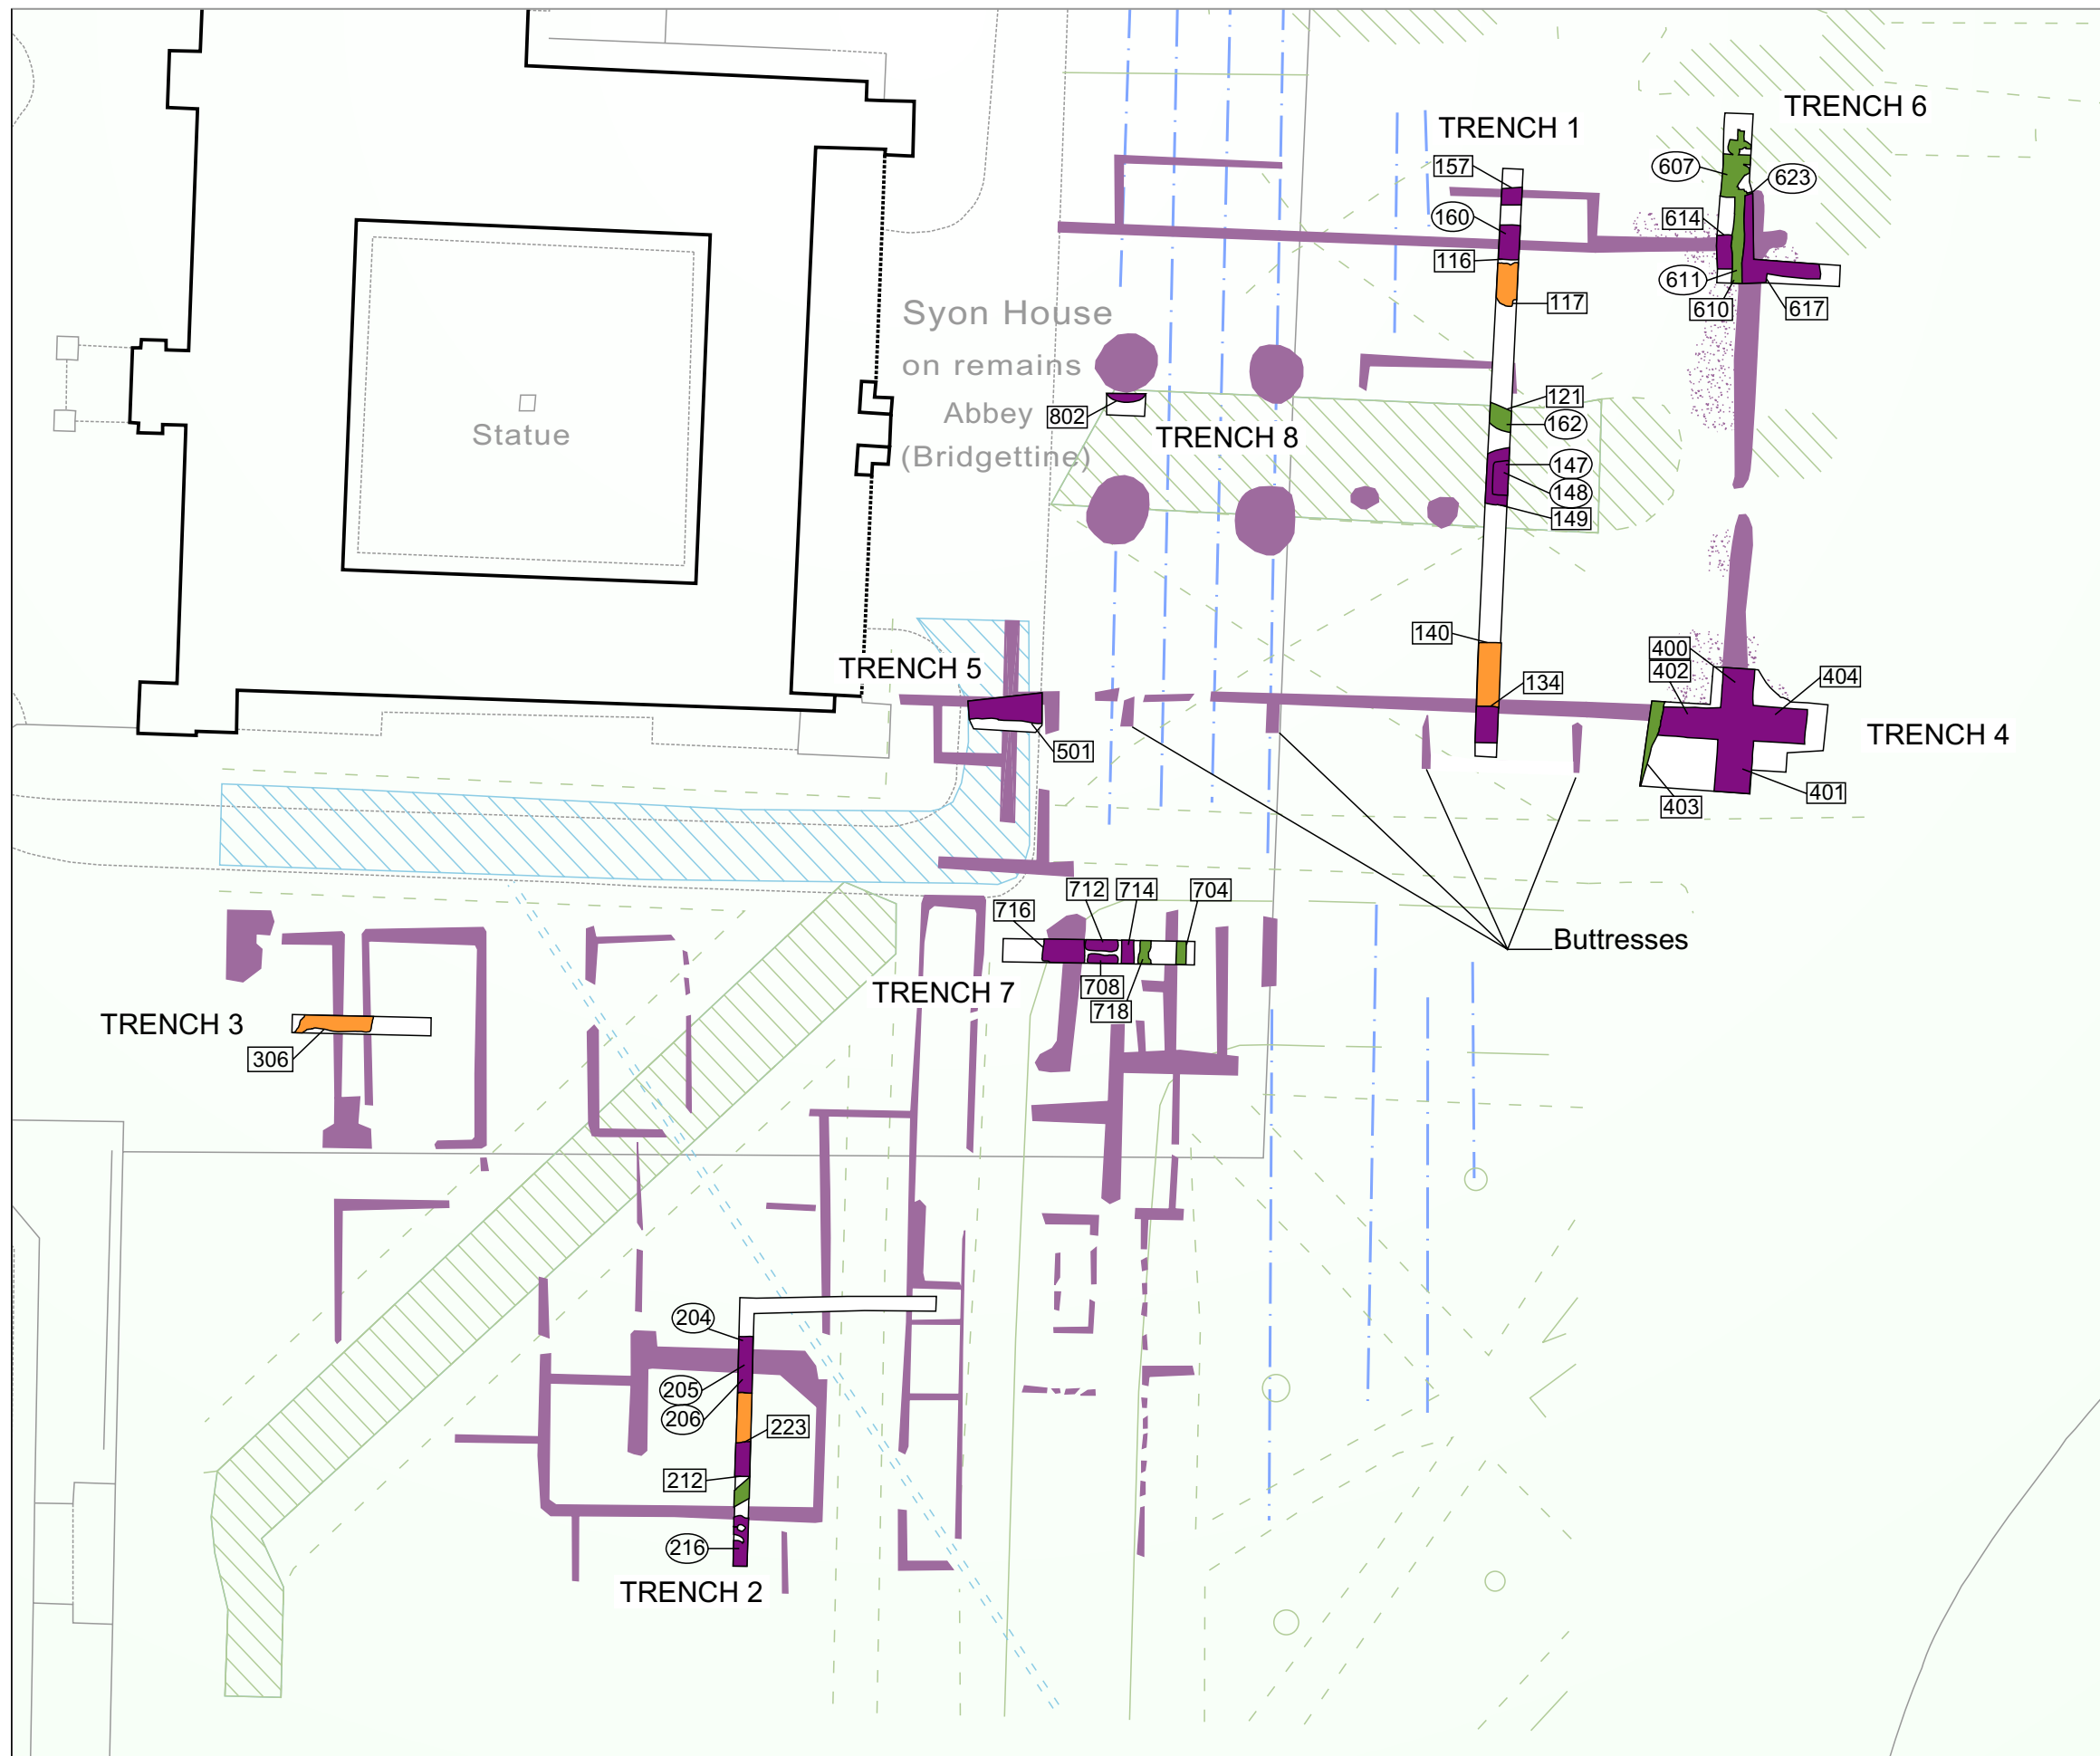 TRENCH 6
TRENCH 1
157
607
623
160
614
116
611
117
610
617
Syon House
on remains
Abbey
(Bridgettine)
Statue
802
TRENCH 8
121
162
147
148
149
140
134
400
402
404
TRENCH 4
401
403
TRENCH 5
501
712
714
704
716
Buttresses
708
718
TRENCH 7
TRENCH 3
306
204
205
206
223
212
216
TRENCH 2